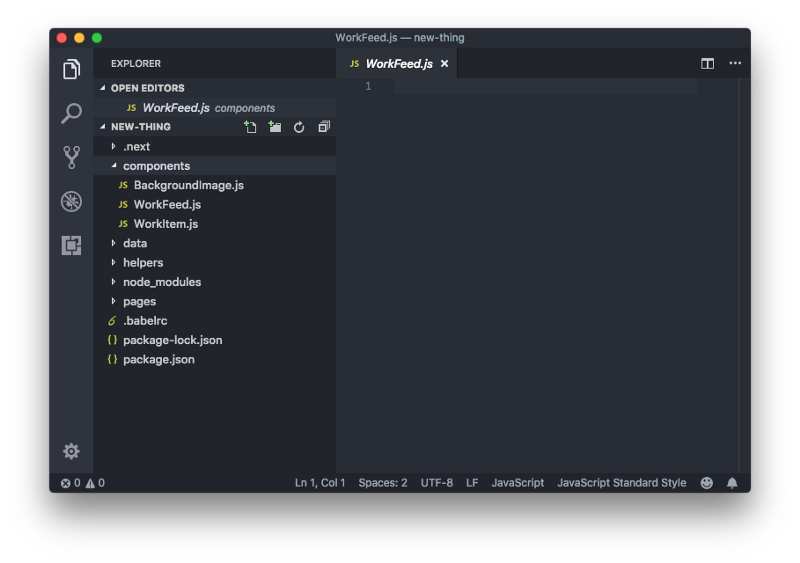 WorkFeed.js — new-thing
EXPLORER
OPEN EDITORS
JS WorkFeed.js components
NEW-THING
.next
components
JS BackgroundImage.js
JS WorkFeed.js
JS WorkItem.js
data
helpers
node_modules
pages
.babelrc
{} package-lock.json
{} package.json
JS WorkFeed.js ×
1
0 0
Ln 1, Col 1 Spaces: 2 UTF-8 LF JavaScript JavaScript Standard Style